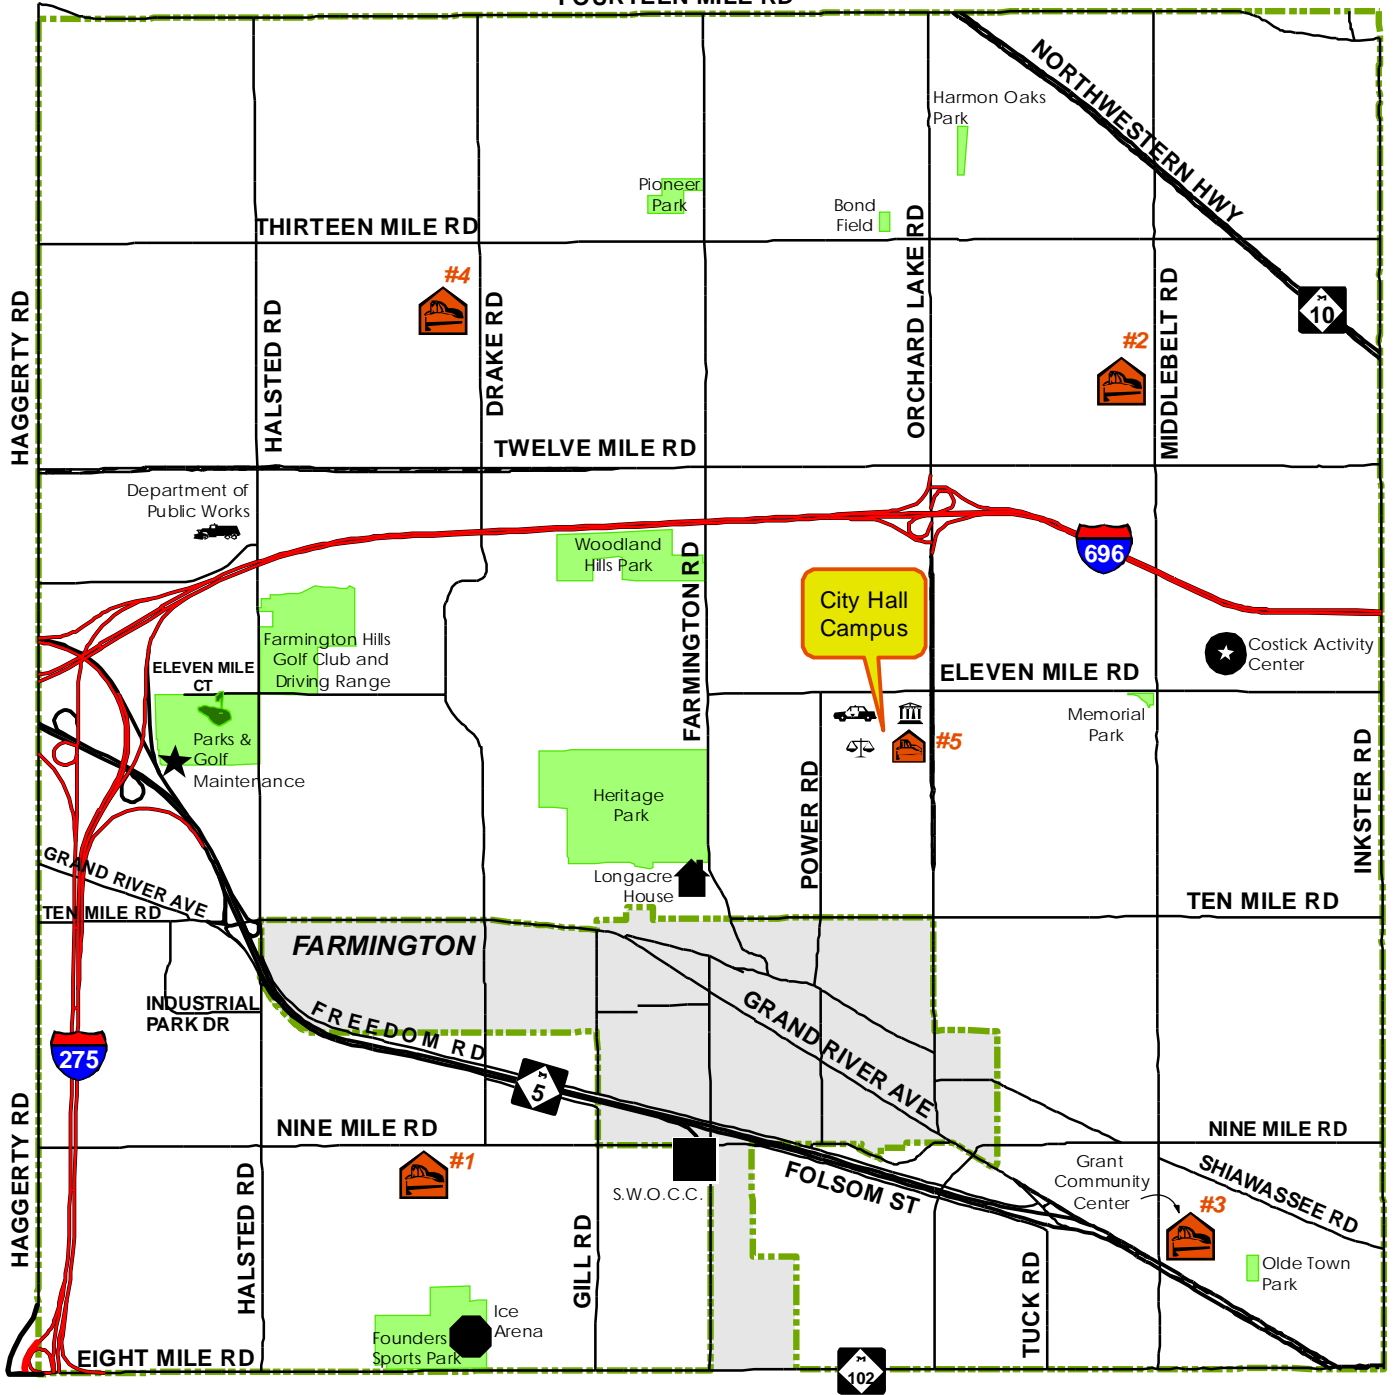 FOURTEEN MILE RD
NORTHWESTERN HWY
Harmon Oaks
Park
Pioneer
Park
Bond
Field
THIRTEEN MILE RD
ORCHARD LAKE RD
#4
HAGGERTY RD
HALSTED RD
DRAKE RD
MIDDLEBELT RD
M
10
#2
TWELVE MILE RD
Department of
Public Works
Woodland
Hills Park
FARMINGTON RD
696
City Hall
Campus
Farmington Hills
Golf Club and
Driving Range
ELEVEN MILE
CT
ELEVEN MILE RD
Costick Activity
Center
Memorial
Park
#5
Parks &
Golf
Maintenance
Heritage
Park
POWER RD
INKSTER RD
Longacre
House
GRAND RIVER AVE
TEN MILE RD
TEN MILE RD
FARMINGTON
INDUSTRIAL
PARK DR
FREEDOM RD
GRAND RIVER AVE
275
M
5
HAGGERTY RD
NINE MILE RD
NINE MILE RD
#1
S.W.O.C.C.
FOLSOM ST
Grant
Community
Center
SHIAWASSEE RD
#3
HALSTED RD
GILL RD
TUCK RD
Olde Town
Park
Ice
Arena
Founders
Sports Park
EIGHT MILE RD
M
102